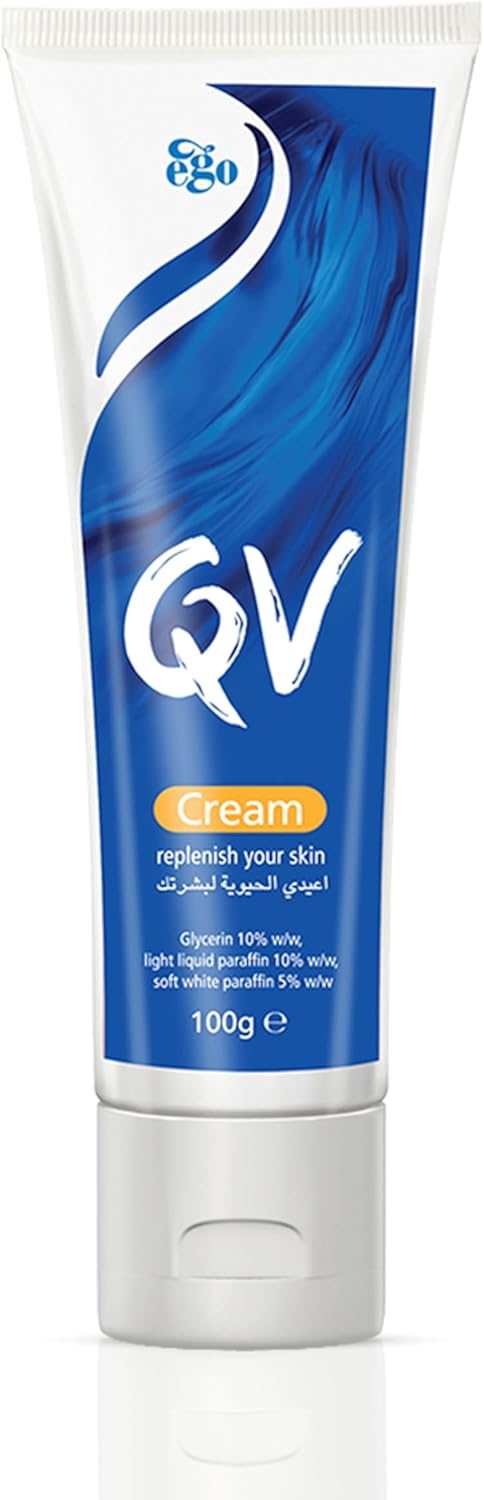 ego
QV
Cream
replenish your skin
اعيدي الحيوية لبشرتك
Glycerin 10% w/w,
light liquid paraffin 10% w/w,
soft white paraffin 5% w/w
100g ℮